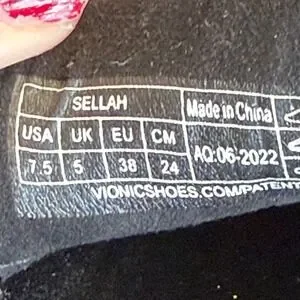 SELLAH
USA UK EU CM
7.5 5 38 24
Made in China
AQ:06-2022
VIONICSHOES.COM/PATENT